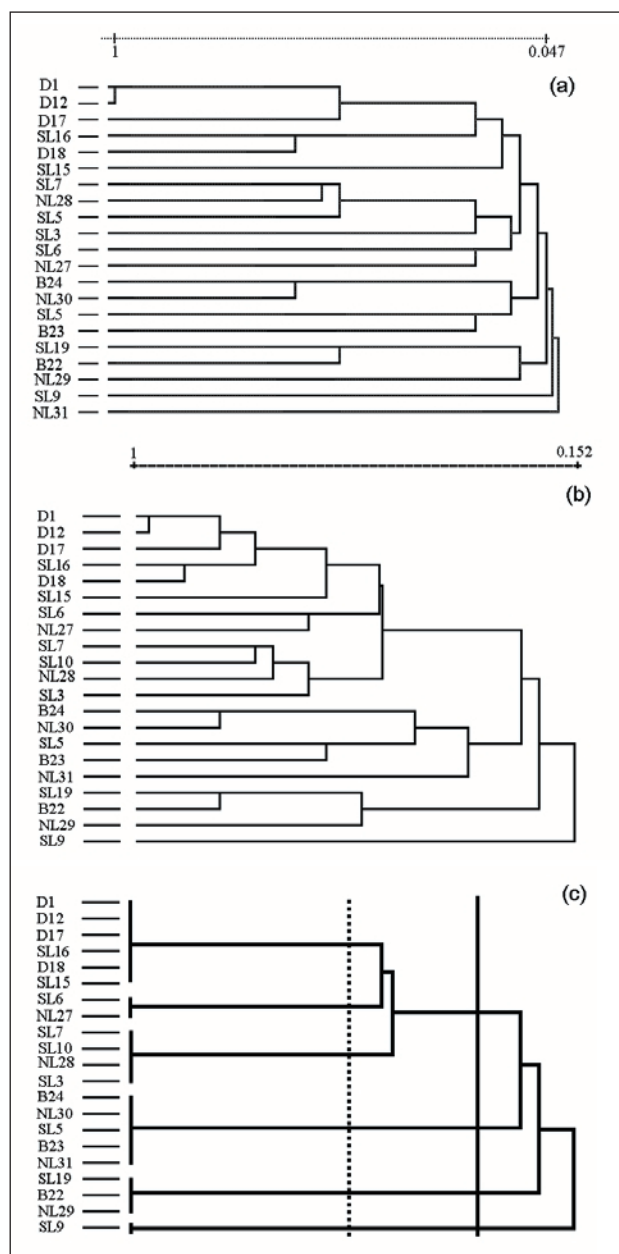 1 0.047
(a)
D1
D12
D17
SL16
D18
SL15
SL7
NL28
SL5
SL3
SL6
NL27
B24
NL30
SL5
B23
SL19
B22
NL29
SL9
NL31
1 0.152
(b)
D1
D12
D17
SL16
D18
SL15
SL6
NL27
SL7
SL10
NL28
SL3
B24
NL30
SL5
B23
NL31
SL19
B22
NL29
SL9
(c)
D1
D12
D17
SL16
D18
SL15
SL6
NL27
SL7
SL10
NL28
SL3
B24
NL30
SL5
B23
NL31
SL19
B22
NL29
SL9